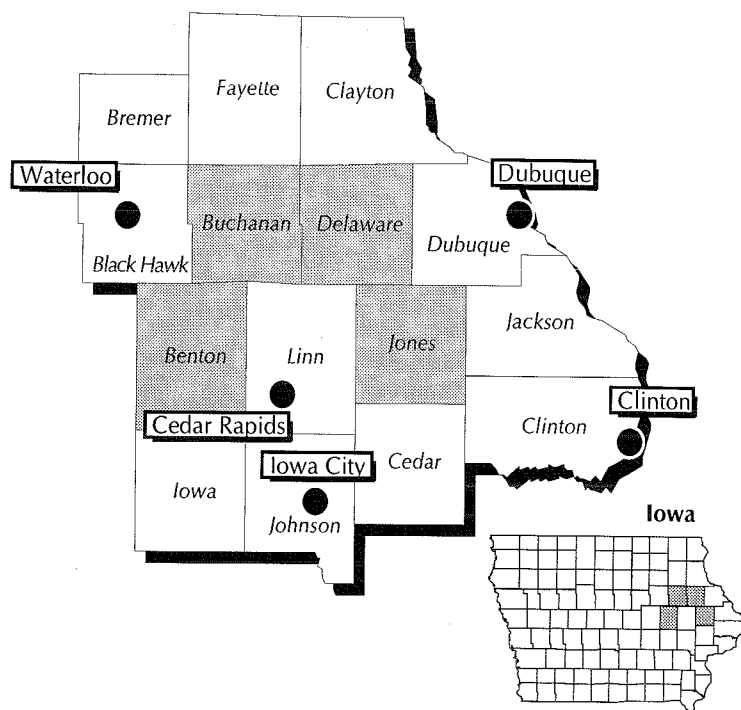 Fayette
Clayton
Bremer
Waterloo
Dubuque
Buchanan
Delaware
Dubuque
Black Hawk
Jackson
Benton
Linn
Jones
Clinton
Cedar Rapids
Clinton
Iowa City
Cedar
Iowa
Johnson
Iowa